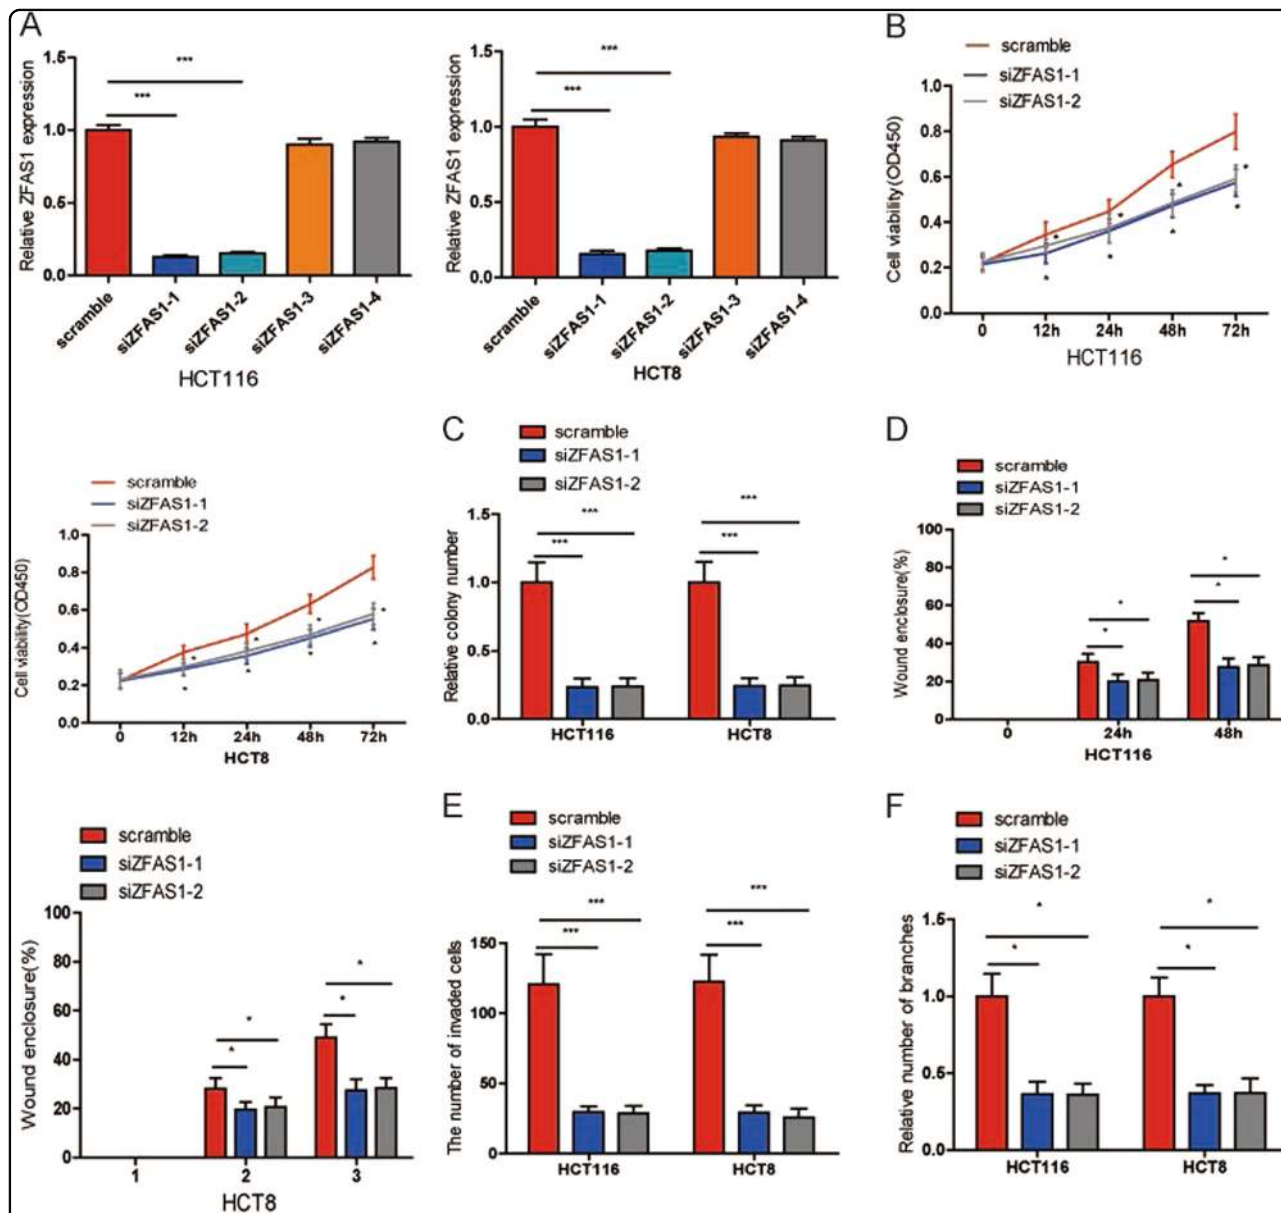 A
1.5
1.0
0.5
0.0
Relative ZFAS1 expression
***
***
scramble
siZFAS1-1
siZFAS1-2
siZFAS1-3
siZFAS1-4
HCT116
1.5
1.0
0.5
0.0
Relative ZFAS1 expression
***
***
scramble
siZFAS1-1
siZFAS1-2
siZFAS1-3
siZFAS1-4
HCT8
B
scramble
siZFAS1-1
siZFAS1-2
1.0
0.8
0.6
0.4
0.2
0.0
Cell viability(OD450)
0 12h 24h 48h 72h
HCT116
scramble
siZFAS1-1
siZFAS1-2
1.0
0.8
0.6
0.4
0.2
0.0
Cell viability(OD450)
0 12h 24h 48h 72h
HCT8
C
scramble
siZFAS1-1
siZFAS1-2
1.5
1.0
0.5
0.0
Relative colony number
***
***
***
***
HCT116 HCT8
D
scramble
siZFAS1-1
siZFAS1-2
100
80
60
40
20
0
Wound enclosure(%)
*
*
*
*
0 24h 48h
HCT116
scramble
siZFAS1-1
siZFAS1-2
100
80
60
40
20
0
Wound enclosure(%)
*
*
*
*
1 2 3
HCT8
E
scramble
siZFAS1-1
siZFAS1-2
150
100
50
0
The number of invaded cells
***
***
***
***
HCT116 HCT8
F
scramble
siZFAS1-1
siZFAS1-2
1.5
1.0
0.5
0.0
Relative number of branches
*
*
*
*
HCT116 HCT8